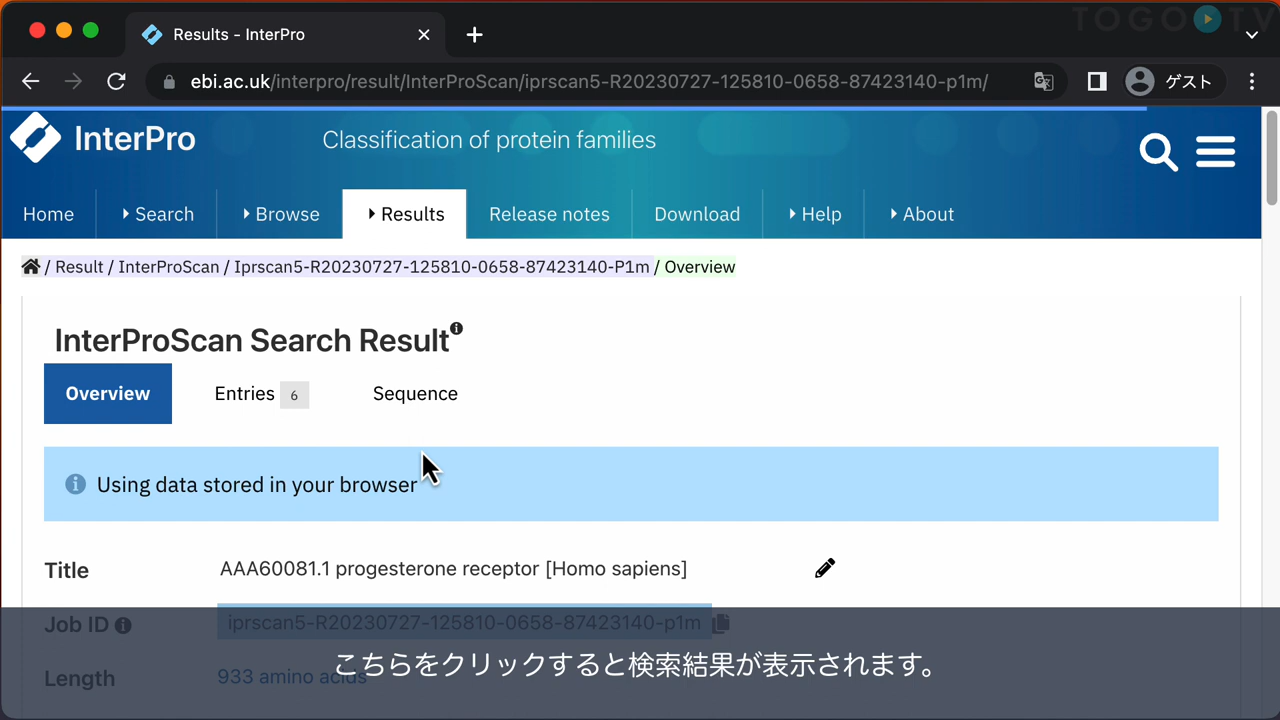 TOGO TV
Results - InterPro
ebi.ac.uk/interpro/result/InterProScan/iprscan5-R20230727-125810-0658-87423140-p1m/
ゲスト
InterPro
Classification of protein families
Home
Search
Browse
Results
Release notes
Download
Help
About
/ Result / InterProScan / Iprscan5-R20230727-125810-0658-87423140-P1m / Overview
InterProScan Search Result
Overview
Entries 6
Sequence
Using data stored in your browser
Title AAA60081.1 progesterone receptor [Homo sapiens]
Job ID iprscan5-R20230727-125810-0658-87423140-p1m
Length 933 amino acids
こちらをクリックすると検索結果が表示されます。